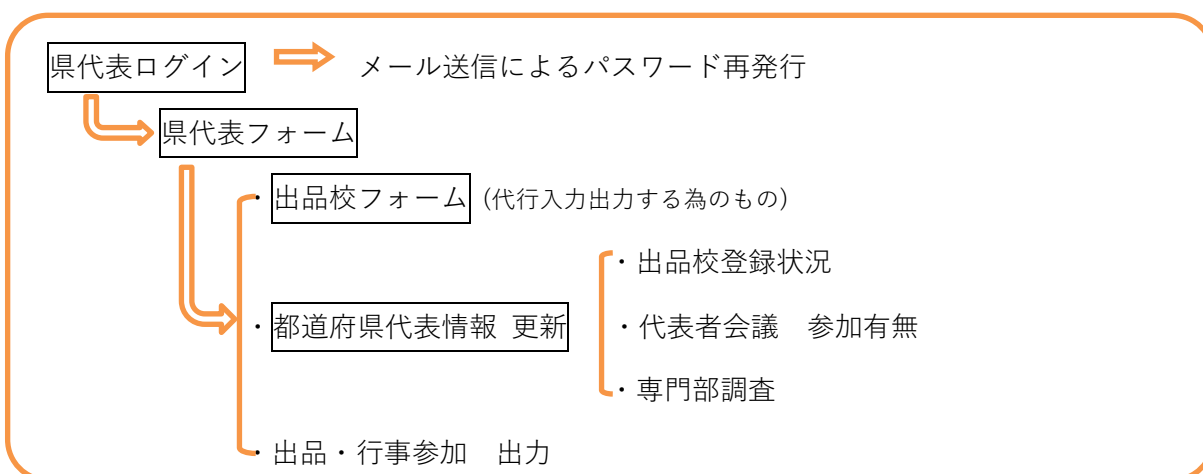 県代表ログイン メール送信によるパスワード再発行
県代表フォーム
・出品校フォーム (代行入力出力する為のもの)
・出品校登録状況
・都道府県代表情報 更新 ・代表者会議　参加有無
・専門部調査
・出品・行事参加　出力